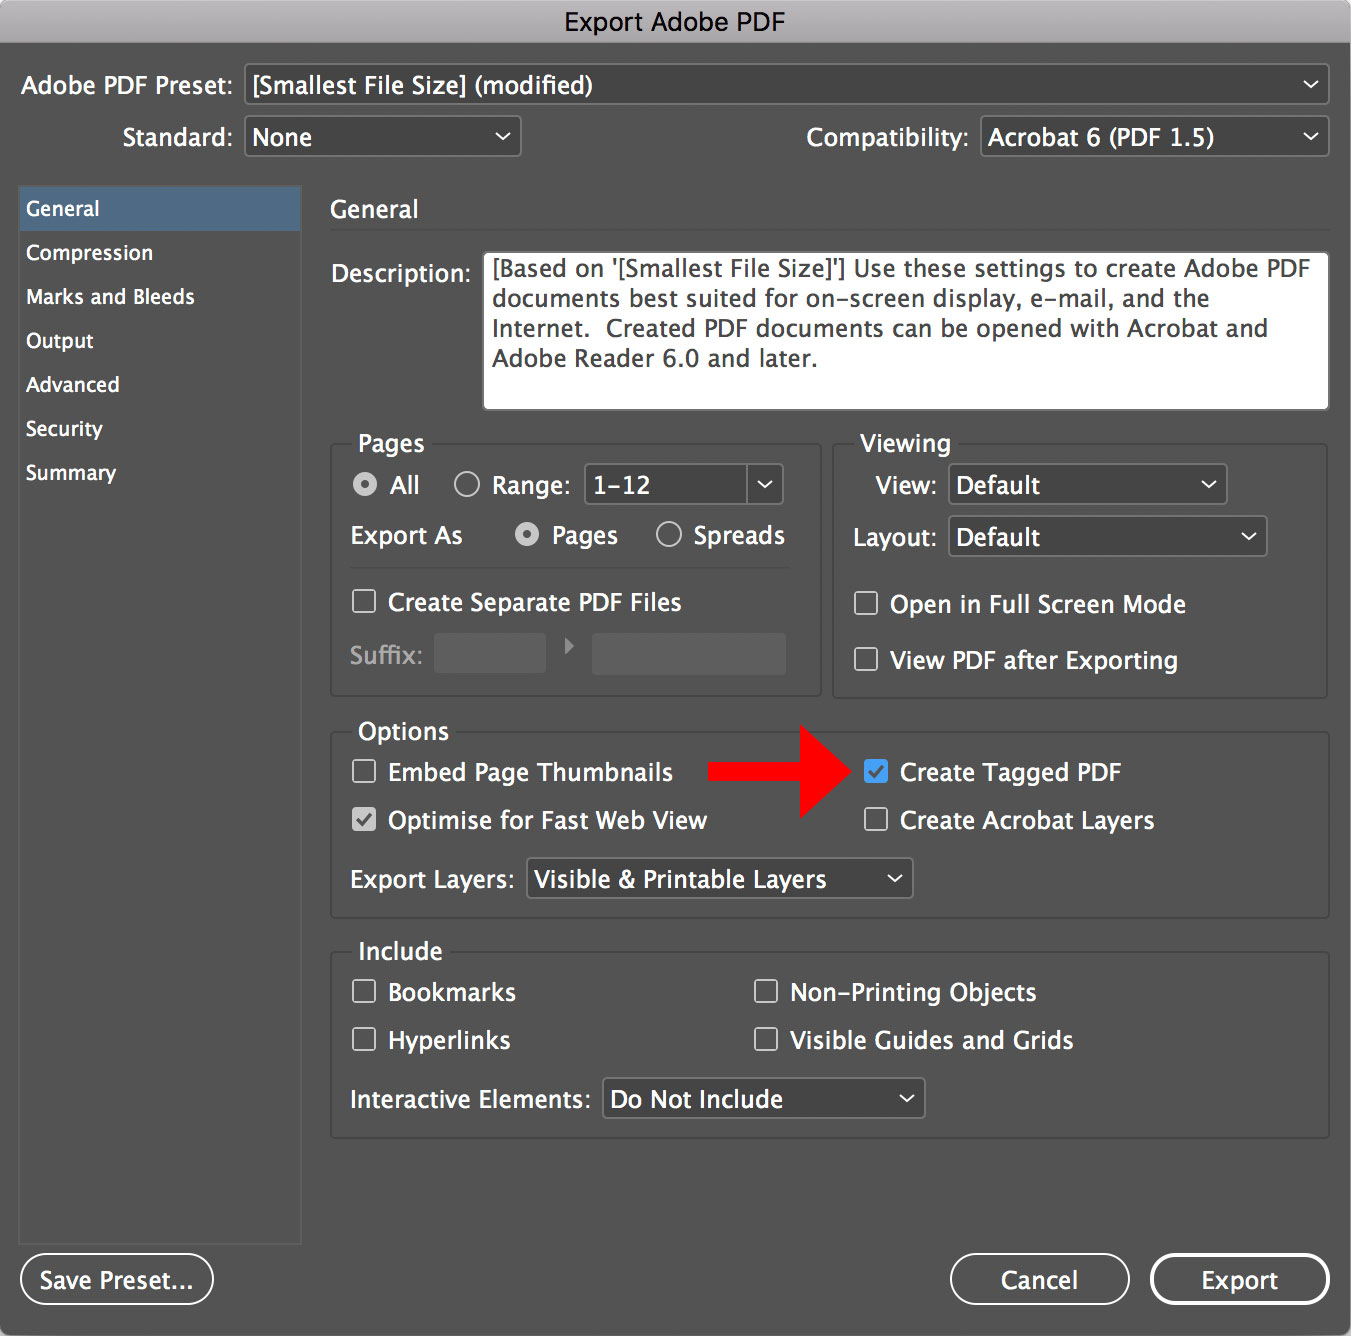 Export Adobe PDF
Adobe PDF Preset: [Smallest File Size] (modified)
Standard: None Compatibility: Acrobat 6 (PDF 1.5)
General
Compression
Marks and Bleeds
Output
Advanced
Security
Summary
General
Description: [Based on '[Smallest File Size]'] Use these settings to create Adobe PDF
documents best suited for on-screen display, e-mail, and the
Internet.  Created PDF documents can be opened with Acrobat and
Adobe Reader 6.0 and later.
Pages
All Range: 1-12
Export As Pages Spreads
Create Separate PDF Files
Suffix:
Viewing
View: Default
Layout: Default
Open in Full Screen Mode
View PDF after Exporting
Options
Embed Page Thumbnails Create Tagged PDF
Optimise for Fast Web View Create Acrobat Layers
Export Layers: Visible & Printable Layers
Include
Bookmarks Non-Printing Objects
Hyperlinks Visible Guides and Grids
Interactive Elements: Do Not Include
Save Preset... Cancel Export